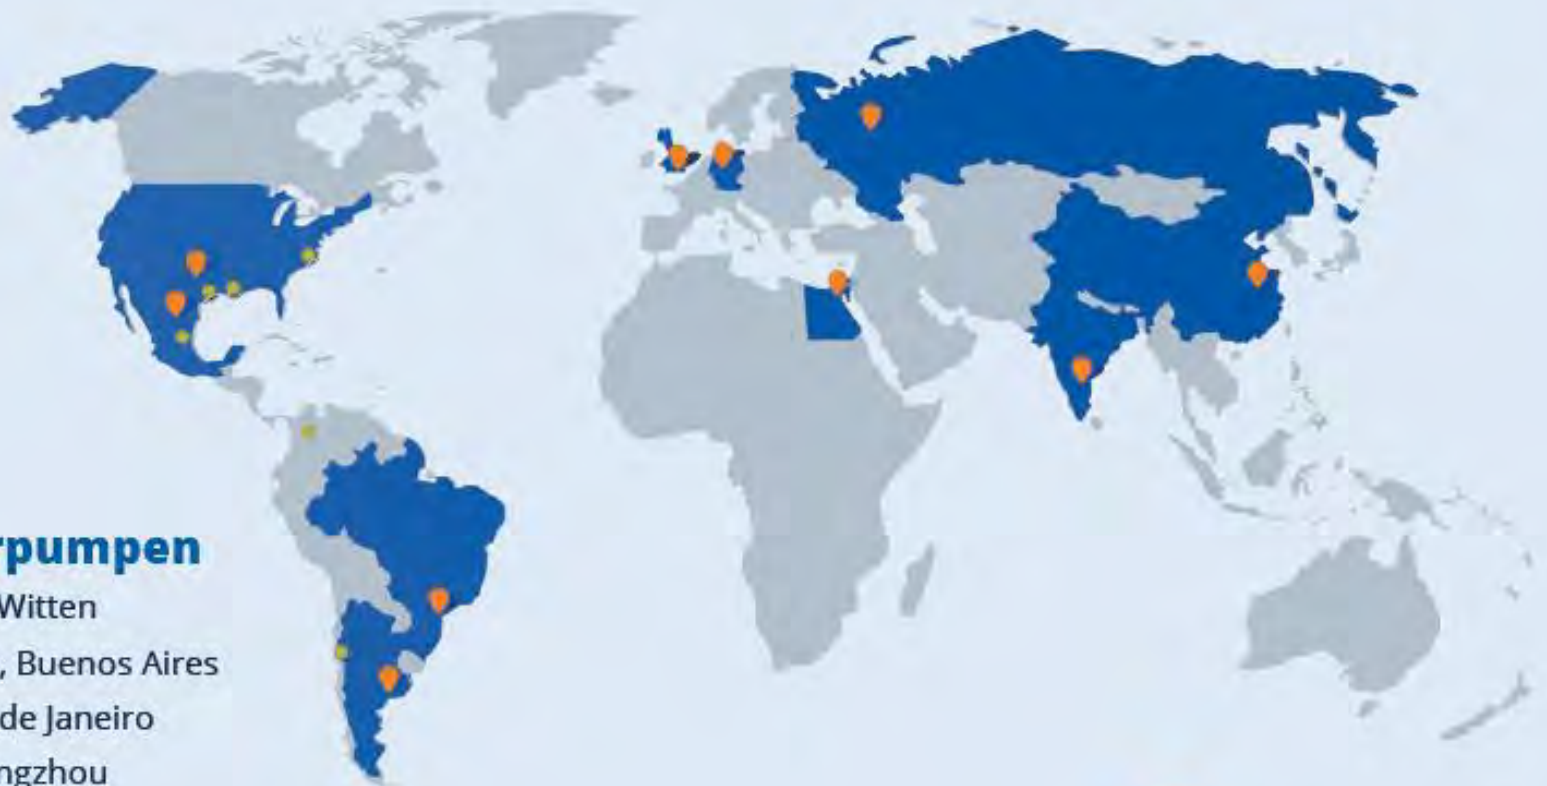 rpumpen
Witten
, Buenos Aires
de Janeiro
ngzhou